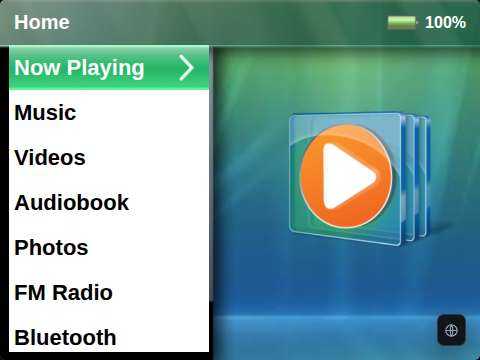 Home
100%
Now Playing
Music
Videos
Audiobook
Photos
FM Radio
Bluetooth